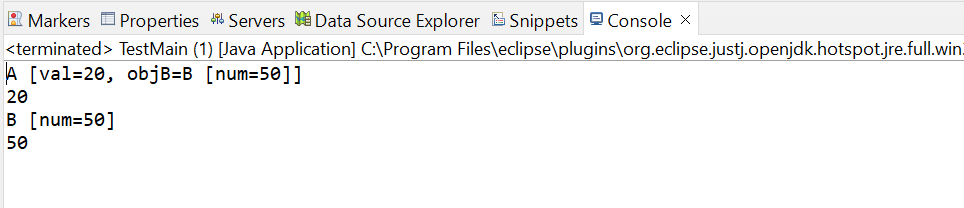 Markers Properties Servers Data Source Explorer Snippets Console
<terminated> TestMain (1) [Java Application] C:\Program Files\eclipse\plugins\org.eclipse.justj.openjdk.hotspot.jre.full.win
A [val=20, objB=B [num=50]]
20
B [num=50]
50